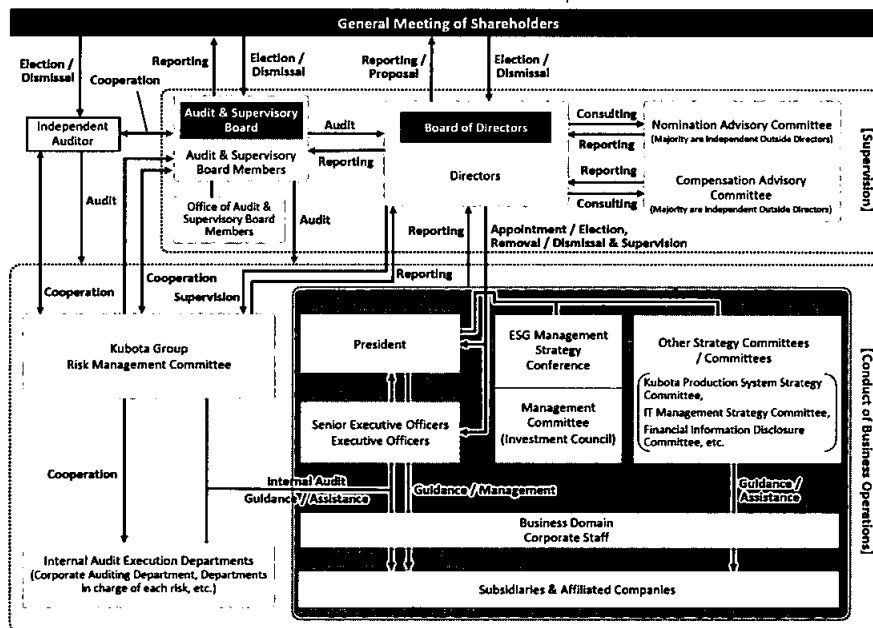 General Meeting of Shareholders
Election /
Dismissal
Reporting
Election /
Dismissal
Reporting /
Proposal
Election /
Dismissal
Cooperation
Independent
Auditor
Audit & Supervisory
Board
Audit & Supervisory
Board Members
Office of Audit &
Supervisory Board
Members
Audit
Reporting
Board of Directors
Directors
Consulting
Reporting
Reporting
Consulting
Nomination Advisory Committee
(Majority are Independent Outside Directors)
Compensation Advisory
Committee
(Majority are Independent Outside Directors)
[Supervision]
Audit
Audit
Reporting
Appointment / Election,
Removal / Dismissal & Supervision
Cooperation
Cooperation
Supervision
Reporting
Kubota Group
Risk Management Committee
President
ESG Management
Strategy
Conference
Other Strategy Committees
/ Committees
Kubota Production System Strategy
Committee,
IT Management Strategy Committee,
Financial Information Disclosure
Committee, etc.
Senior Executive Officers
Executive Officers
Management
Committee
(Investment Council)
[Conduct of Business Operations]
Cooperation
Internal Audit
Guidance / Assistance
Guidance / Management
Guidance /
Assistance
Business Domain
Corporate Staff
Internal Audit Execution Departments
(Corporate Auditing Department, Departments
in charge of each risk, etc.)
Subsidiaries & Affiliated Companies